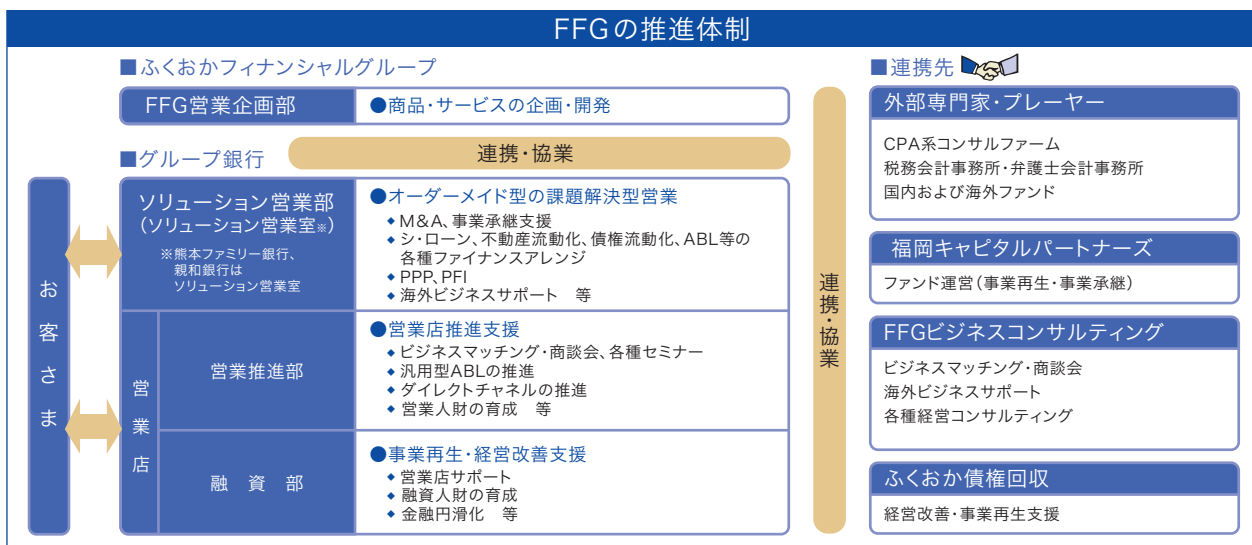 FFGの推進体制
■ふくおかフィナンシャルグループ
FFG営業企画部
●商品・サービスの企画・開発
■グループ銀行
連携・協業
お客さま
ソリューション営業部
（ソリューション営業室※）
※熊本ファミリー銀行、
親和銀行は
ソリューション営業室
●オーダーメイド型の課題解決型営業
◆M&A、事業承継支援
◆シ・ローン、不動産流動化、債権流動化、ABL等の
各種ファイナンスアレンジ
◆PPP、PFI
◆海外ビジネスサポート　等
営業店
営業推進部
●営業店推進支援
◆ビジネスマッチング・商談会、各種セミナー
◆汎用型ABLの推進
◆ダイレクトチャネルの推進
◆営業人財の育成　等
融資部
●事業再生・経営改善支援
◆営業店サポート
◆融資人財の育成
◆金融円滑化　等
連携・協業
■連携先
外部専門家・プレーヤー
CPA系コンサルファーム
税務会計事務所・弁護士会計事務所
国内および海外ファンド
福岡キャピタルパートナーズ
ファンド運営（事業再生・事業承継）
FFGビジネスコンサルティング
ビジネスマッチング・商談会
海外ビジネスサポート
各種経営コンサルティング
ふくおか債権回収
経営改善・事業再生支援